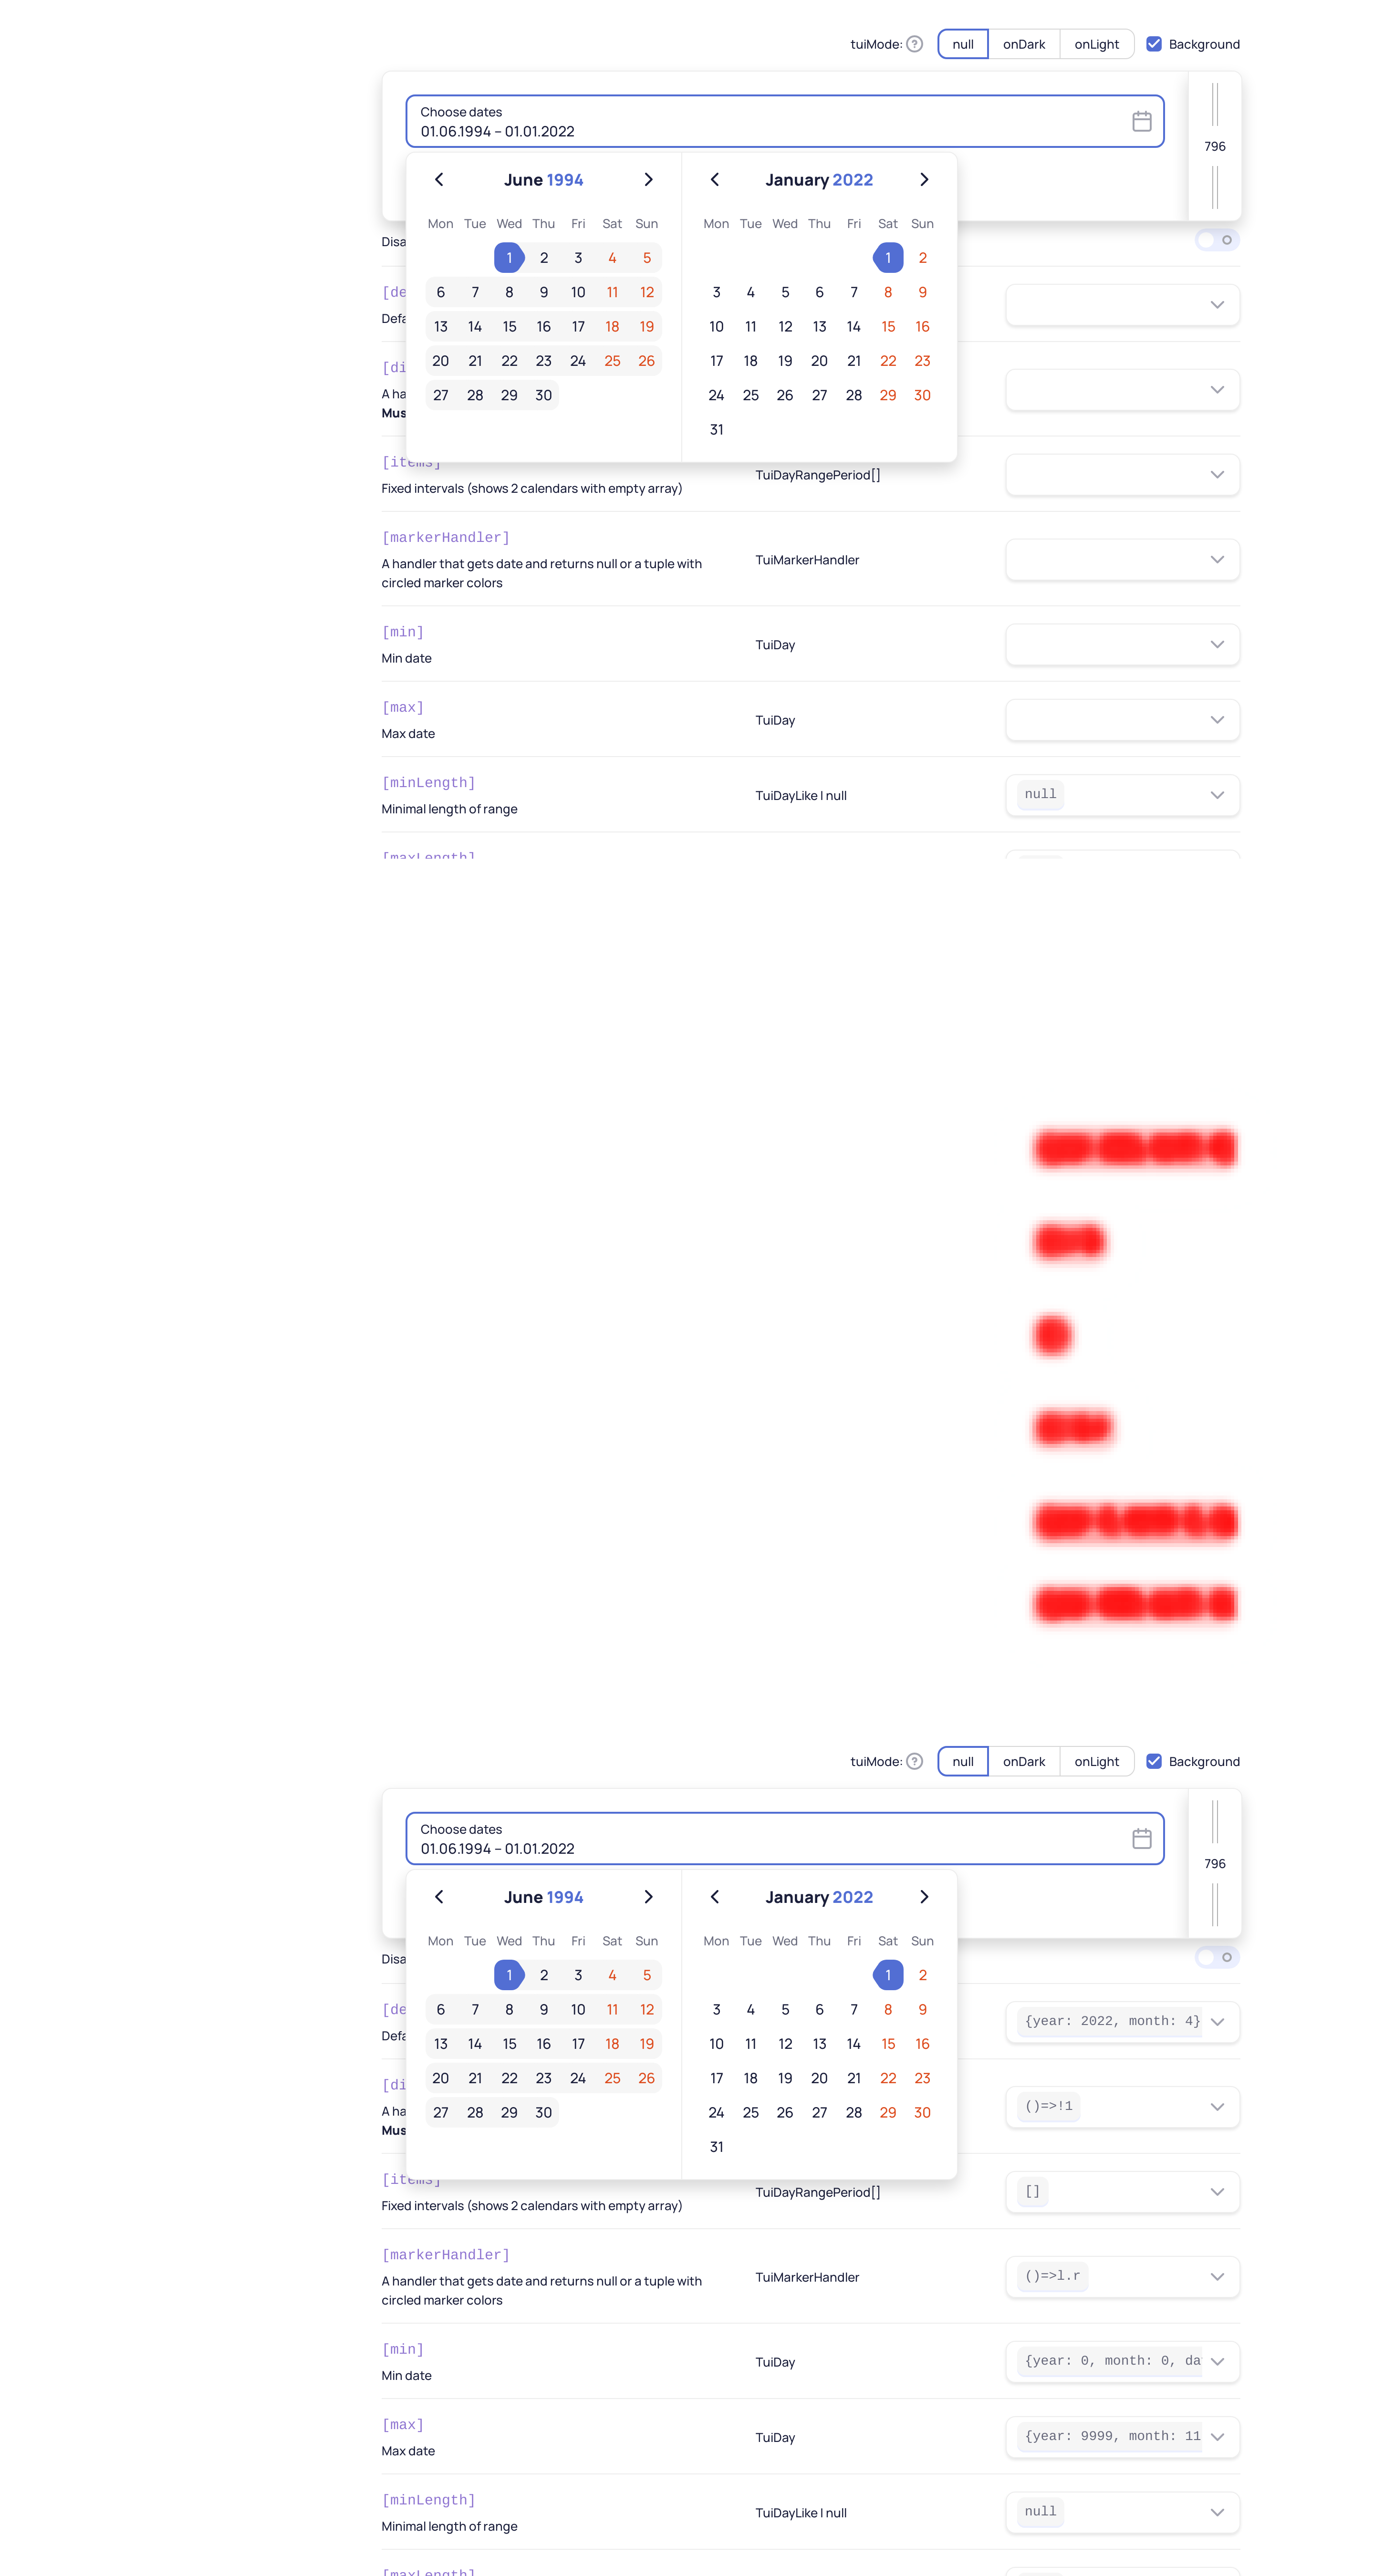 tuiMode: ? null onDark onLight Background
Choose dates
01.06.1994 – 01.01.2022
796
June 1994 January 2022
Mon Tue Wed Thu Fri Sat Sun Mon Tue Wed Thu Fri Sat Sun
Disa
1 2 3 4 5 1 2
[de
6 7 8 9 10 11 12 3 4 5 6 7 8 9
Defa
13 14 15 16 17 18 19 10 11 12 13 14 15 16
20 21 22 23 24 25 26 17 18 19 20 21 22 23
[di
A ha
27 28 29 30 24 25 26 27 28 29 30
Mus
31
[items]
TuiDayRangePeriod[]
Fixed intervals (shows 2 calendars with empty array)
[markerHandler]
A handler that gets date and returns null or a tuple with
circled marker colors
TuiMarkerHandler
[min]
Min date
TuiDay
[max]
Max date
TuiDay
[minLength]
Minimal length of range
TuiDayLike | null
null
[maxLength]
tuiMode: ? null onDark onLight Background
Choose dates
01.06.1994 – 01.01.2022
796
June 1994 January 2022
Mon Tue Wed Thu Fri Sat Sun Mon Tue Wed Thu Fri Sat Sun
Disa
1 2 3 4 5 1 2
[de
6 7 8 9 10 11 12 3 4 5 6 7 8 9
{year: 2022, month: 4}
Defa
13 14 15 16 17 18 19 10 11 12 13 14 15 16
20 21 22 23 24 25 26 17 18 19 20 21 22 23
[di
A ha
27 28 29 30 24 25 26 27 28 29 30
()=>!1
Mus
31
[items]
TuiDayRangePeriod[]
[]
Fixed intervals (shows 2 calendars with empty array)
[markerHandler]
A handler that gets date and returns null or a tuple with
circled marker colors
TuiMarkerHandler
()=>l.r
[min]
Min date
TuiDay
{year: 0, month: 0, da
[max]
Max date
TuiDay
{year: 9999, month: 11
[minLength]
Minimal length of range
TuiDayLike | null
null
[maxLength]